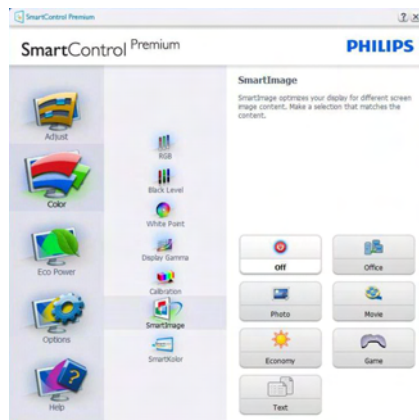 SmartControl Premium
SmartControl Premium
PHILIPS
Adjust
Color
Eco Power
Options
Help
RGB
Black Level
White Point
Display Gamma
Calibration
SmartImage
SmartKolor
SmartImage
SmartImage optimizes your display for different screen
image content. Make a selection that matches the
content.
Off
Office
Photo
Movie
Economy
Game
Text